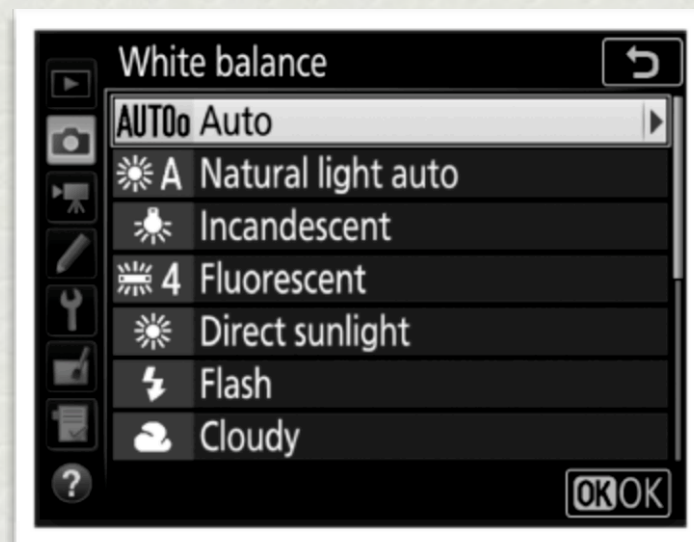 White balance
AUTO0 Auto
A Natural light auto
Incandescent
4 Fluorescent
Direct sunlight
Flash
Cloudy
?
OK OK